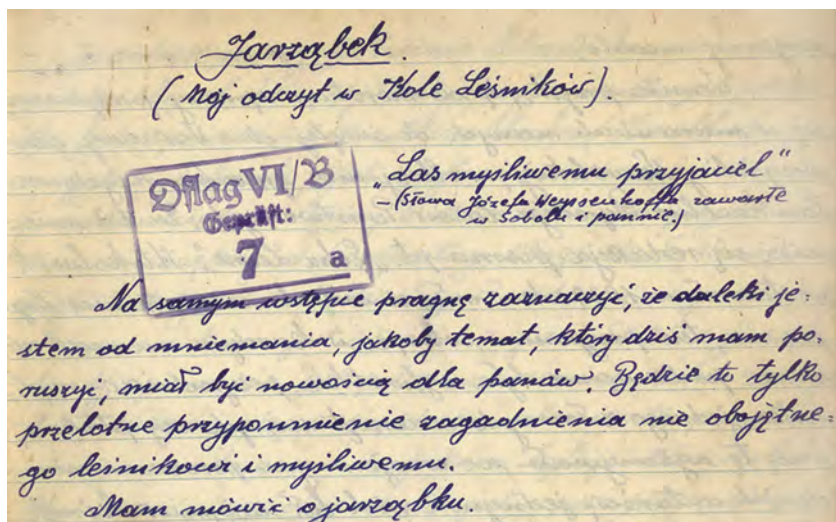 Jarząbek.
(Mój odczyt w Kole Leśników).
Oflag VI/B
Geprüft:
7 a
"Las myśliwemu przyjaciel"
– (Słowa Józefa Weyssenhoffa zawarte
w Soboli i pannie.)
Na samym wstępie pragnę zaznaczyć, że daleki je-
stem od mniemania, jakoby temat, który dziś mam po-
ruszyć, miał być nowością dla panów. Będzie to tylko
przelotne przypomnienie zagadnienia nie obojętne-
go leśnikowi i myśliwemu.
Mam mówić o jarząbku.